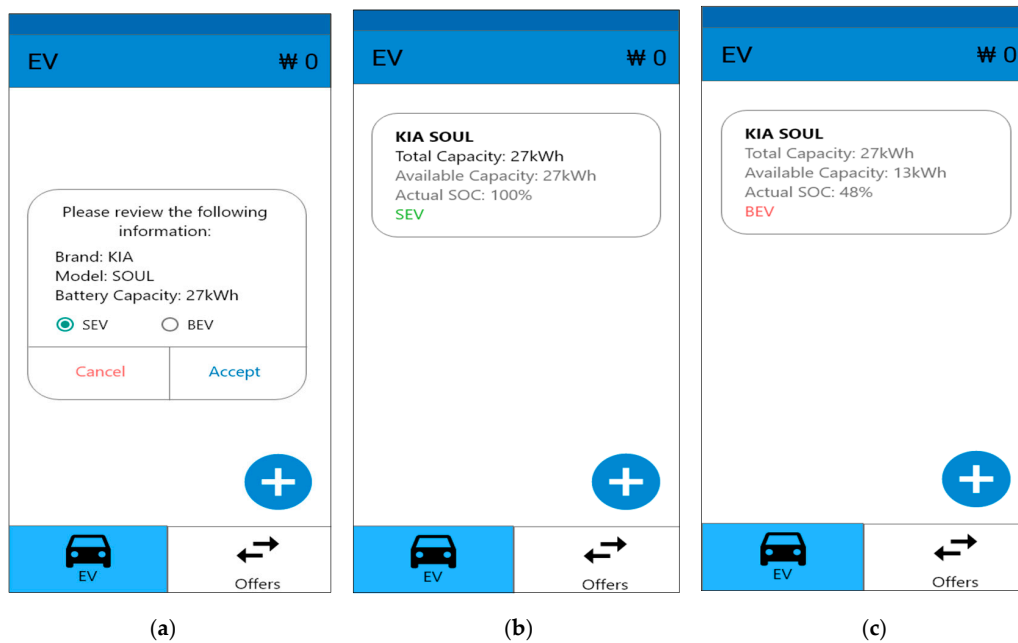 EV ₩ 0
Please review the following
information:
Brand: KIA
Model: SOUL
Battery Capacity: 27kWh
SEV BEV
Cancel Accept
EV Offers
(a)
EV ₩ 0
KIA SOUL
Total Capacity: 27kWh
Available Capacity: 27kWh
Actual SOC: 100%
SEV
EV Offers
(b)
EV ₩ 0
KIA SOUL
Total Capacity: 27kWh
Available Capacity: 13kWh
Actual SOC: 48%
BEV
EV Offers
(c)